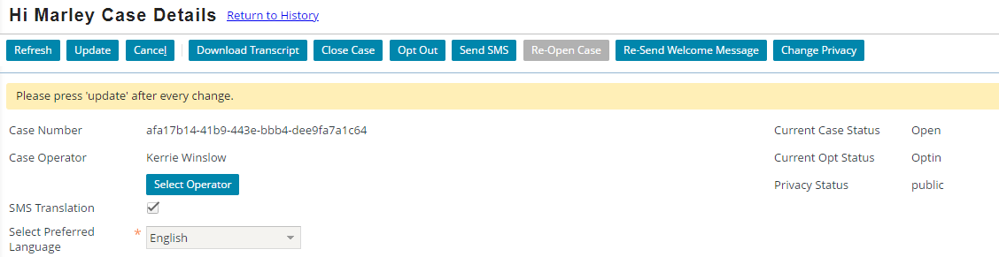 Hi Marley Case Details Return to History
Refresh Update Cancel Download Transcript Close Case Opt Out Send SMS Re-Open Case Re-Send Welcome Message Change Privacy
Please press 'update' after every change.
Case Number afa17b14-41b9-443e-bbb4-dee9fa7a1c64 Current Case Status Open
Case Operator Kerrie Winslow Current Opt Status Optin
Select Operator Privacy Status public
SMS Translation
Select Preferred * English
Language